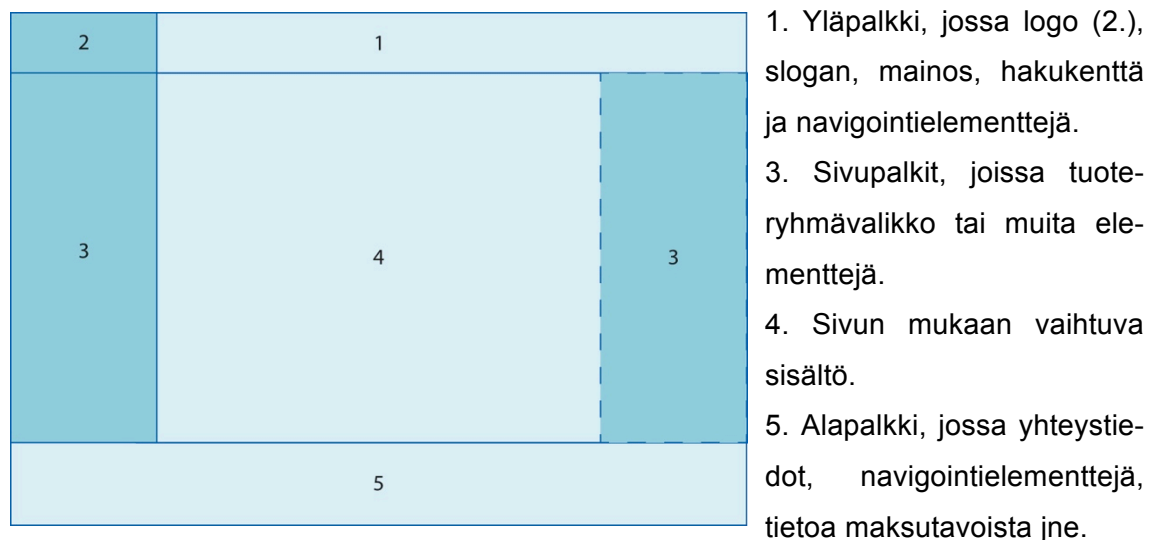 2
1
3
4
3
5
1. Yläpalkki, jossa logo (2.),
slogan, mainos, hakukenttä
ja navigointielementtejä.
3. Sivupalkit, joissa tuote-
ryhmävalikko tai muita ele-
menttejä.
4. Sivun mukaan vaihtuva
sisältö.
5. Alapalkki, jossa yhteystie-
dot, navigointielementtejä,
tietoa maksutavoista jne.